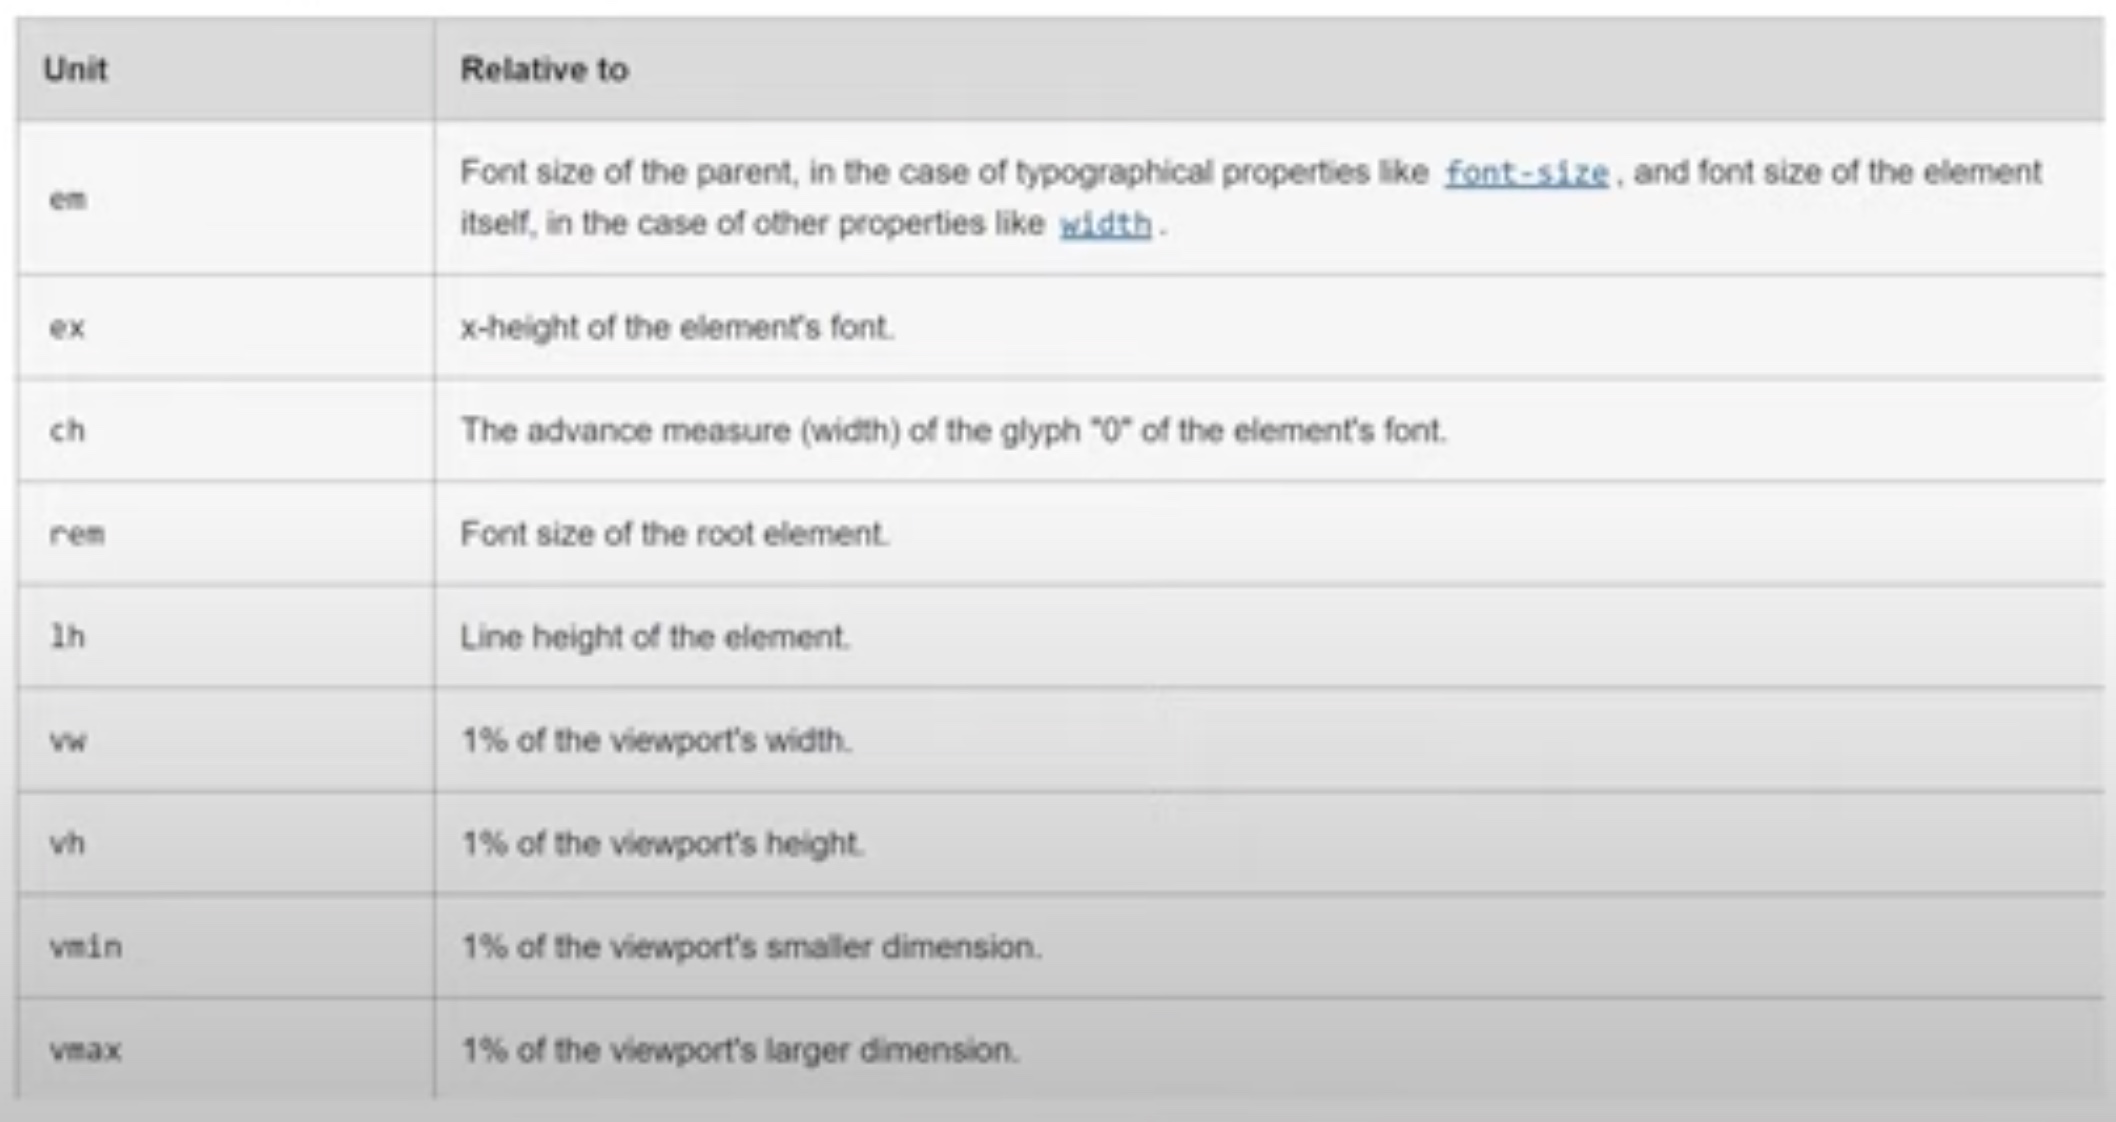 Unit
Relative to
em
Font size of the parent, in the case of typographical properties like font-size, and font size of the element
itself, in the case of other properties like width.
ex
x-height of the element's font.
ch
The advance measure (width) of the glyph "0" of the element's font.
rem
Font size of the root element.
lh
Line height of the element.
vw
1% of the viewport's width.
vh
1% of the viewport's height.
vmin
1% of the viewport's smaller dimension.
vmax
1% of the viewport's larger dimension.